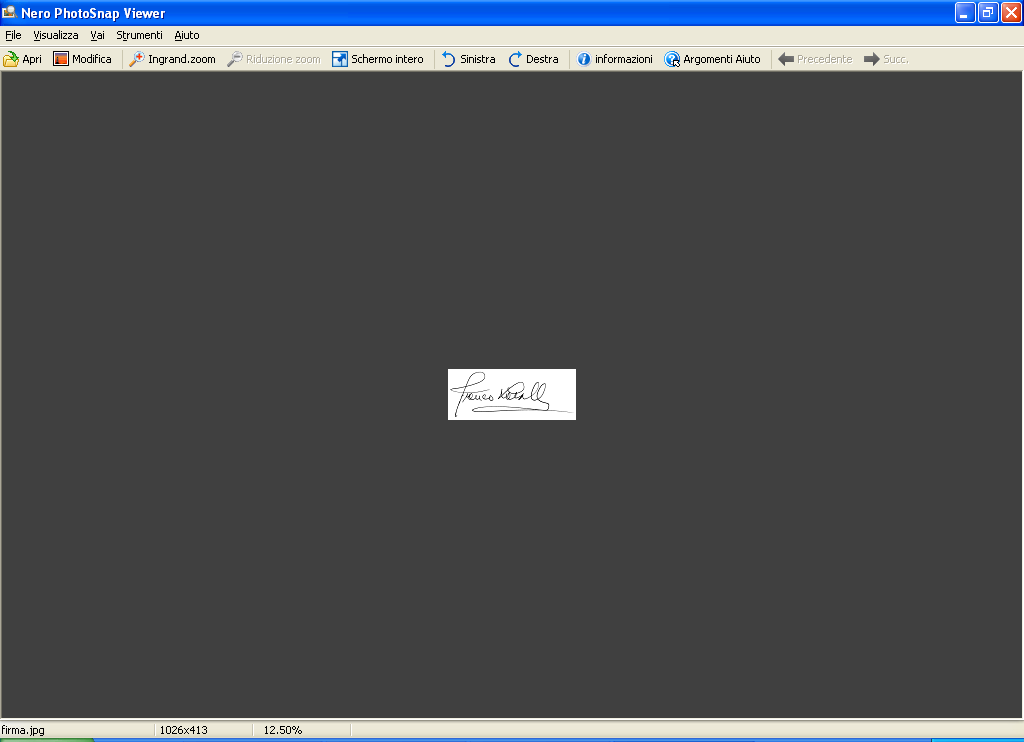 Nero PhotoSnap Viewer
File Visualizza Vai Strumenti Aiuto
Apri Modifica Ingrand.zoom Riduzione zoom Schermo intero Sinistra Destra informazioni Argomenti Aiuto Precedente Succ.
Franco
firma.jpg 1026x413 12.50%